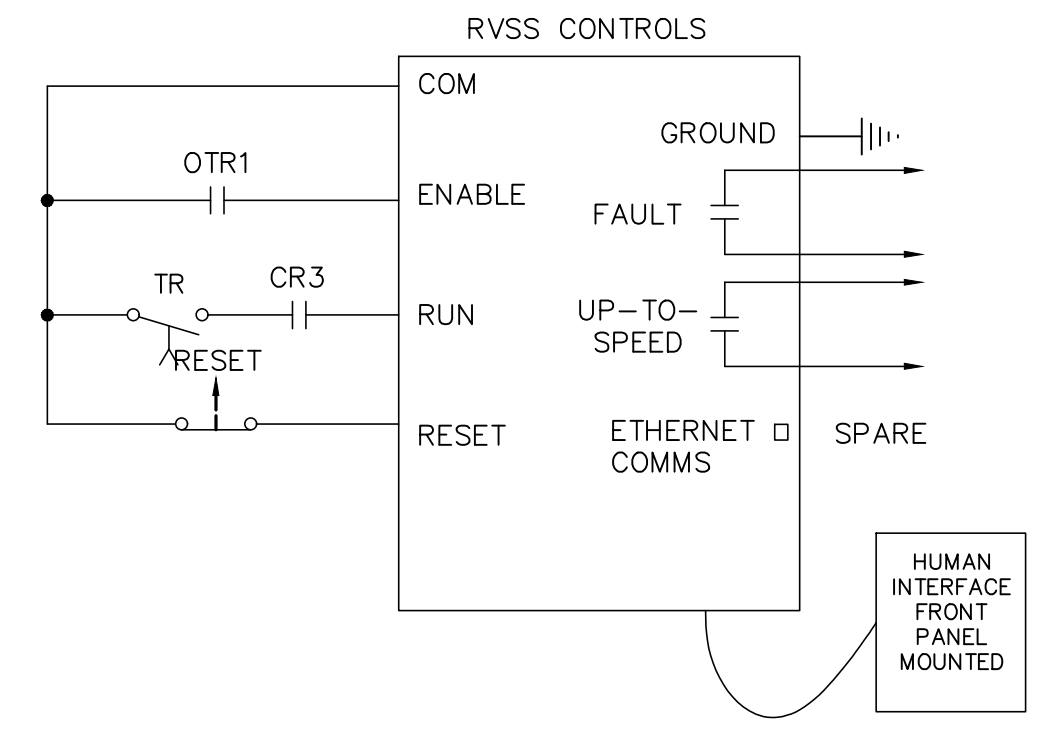 RVSS CONTROLS
COM
GROUND
OTR1
ENABLE
FAULT
TR
CR3
RUN
UP-TO-
SPEED
RESET
RESET
ETHERNET
COMMS
SPARE
HUMAN
INTERFACE
FRONT
PANEL
MOUNTED